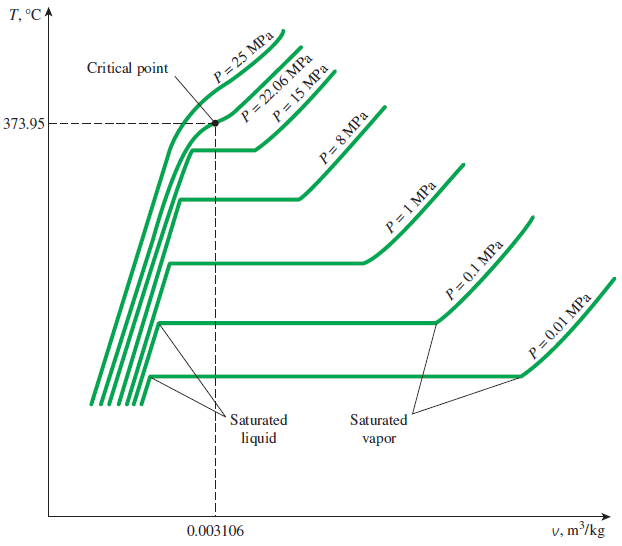 T, °C
P = 25 MPa
Critical point
P = 22.06 MPa
P = 15 MPa
373.95
P = 8 MPa
P = 1 MPa
P = 0.1 MPa
P = 0.01 MPa
Saturated
liquid
Saturated
vapor
0.003106
v, m³/kg